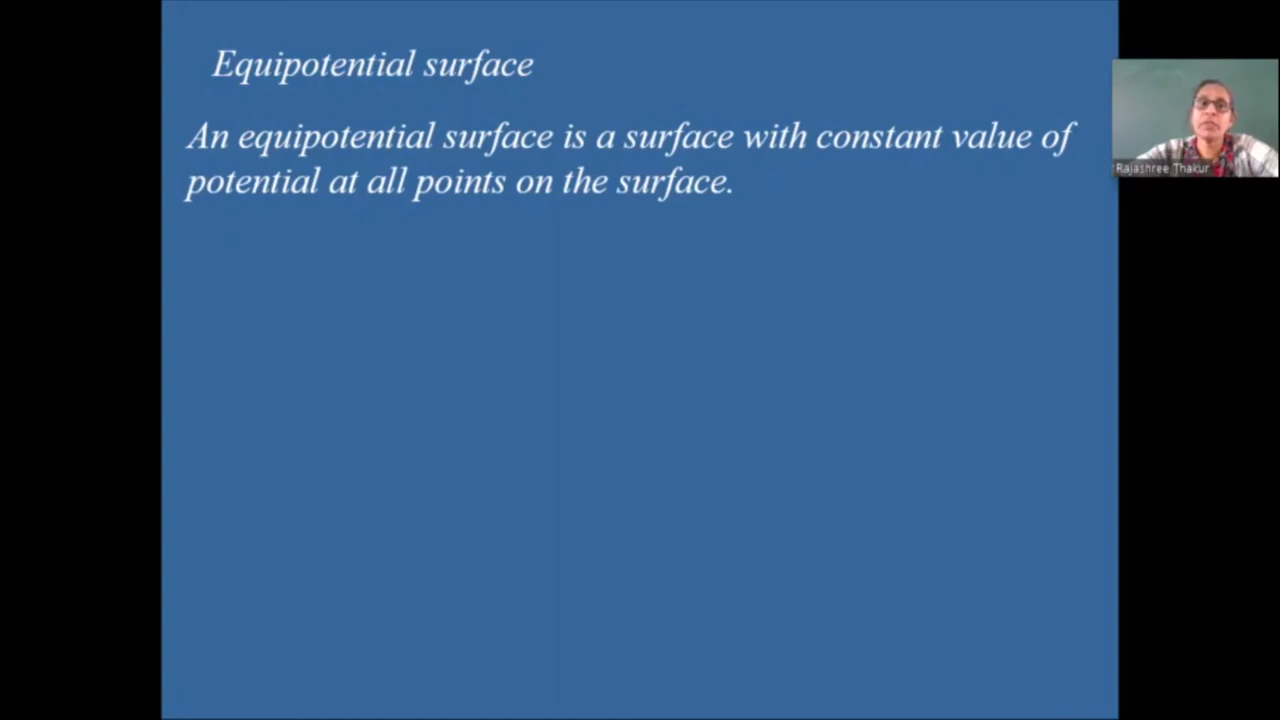 Equipotential surface
An equipotential surface is a surface with constant value of
potential at all points on the surface.
Rajashree Thakur